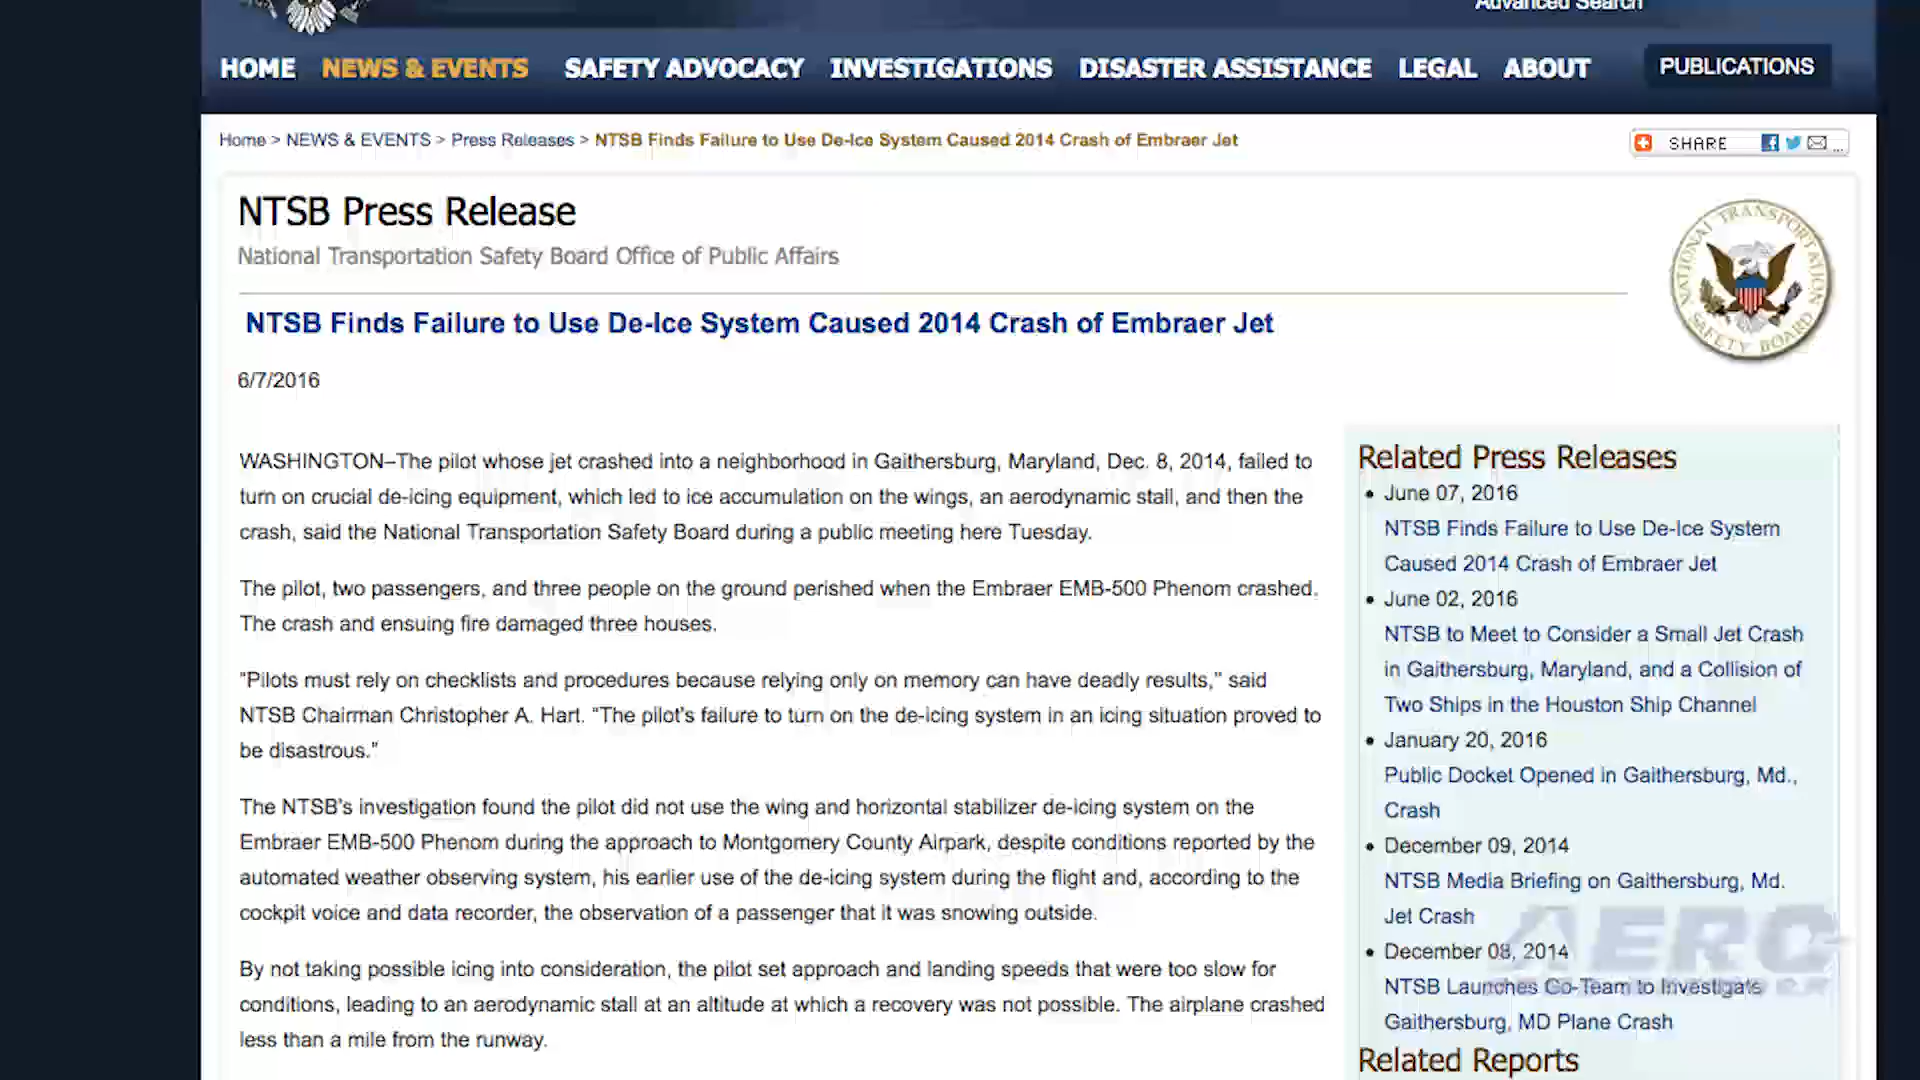 Advanced Search
HOME NEWS & EVENTS SAFETY ADVOCACY INVESTIGATIONS DISASTER ASSISTANCE LEGAL ABOUT PUBLICATIONS
Home > NEWS & EVENTS > Press Releases > NTSB Finds Failure to Use De-Ice System Caused 2014 Crash of Embraer Jet
SHARE ...
NTSB Press Release
National Transportation Safety Board Office of Public Affairs
NATIONAL TRANSPORTATION SAFETY BOARD
NTSB Finds Failure to Use De-Ice System Caused 2014 Crash of Embraer Jet
6/7/2016
WASHINGTON–The pilot whose jet crashed into a neighborhood in Gaithersburg, Maryland, Dec. 8, 2014, failed to
turn on crucial de-icing equipment, which led to ice accumulation on the wings, an aerodynamic stall, and then the
crash, said the National Transportation Safety Board during a public meeting here Tuesday.
The pilot, two passengers, and three people on the ground perished when the Embraer EMB-500 Phenom crashed.
The crash and ensuing fire damaged three houses.
"Pilots must rely on checklists and procedures because relying only on memory can have deadly results," said
NTSB Chairman Christopher A. Hart. “The pilot’s failure to turn on the de-icing system in an icing situation proved to
be disastrous.”
The NTSB’s investigation found the pilot did not use the wing and horizontal stabilizer de-icing system on the
Embraer EMB-500 Phenom during the approach to Montgomery County Airpark, despite conditions reported by the
automated weather observing system, his earlier use of the de-icing system during the flight and, according to the
cockpit voice and data recorder, the observation of a passenger that it was snowing outside.
By not taking possible icing into consideration, the pilot set approach and landing speeds that were too slow for
conditions, leading to an aerodynamic stall at an altitude at which a recovery was not possible. The airplane crashed
less than a mile from the runway.
Related Press Releases
• June 07, 2016
NTSB Finds Failure to Use De-Ice System
Caused 2014 Crash of Embraer Jet
• June 02, 2016
NTSB to Meet to Consider a Small Jet Crash
in Gaithersburg, Maryland, and a Collision of
Two Ships in the Houston Ship Channel
• January 20, 2016
Public Docket Opened in Gaithersburg, Md.,
Crash
• December 09, 2014
NTSB Media Briefing on Gaithersburg, Md.
Jet Crash
• December 08, 2014
NTSB Launches Go-Team to Investigate
Gaithersburg, MD Plane Crash
Related Reports
AERO